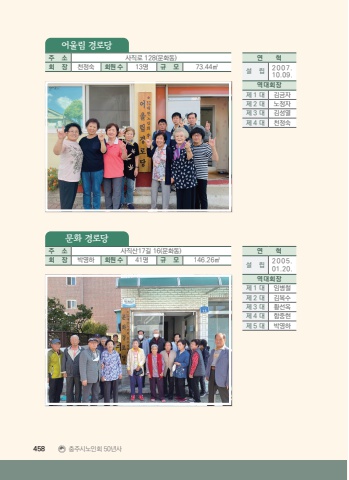 어울림 경로당
주 소 사직로 128(문화동)
회 장 천정숙 회원수 13명 규 모 73.44㎡
연 혁
설 립 2007.
10.09.
역대회장
제1대 김금자
제2대 노정자
제3대 김성열
제4대 천정숙
어울림경로당
문화 경로당
주 소 사직산17길 16(문화동)
회 장 박영하 회원수 41명 규 모 146.26㎡
연 혁
설 립 2005.
01.20.
역대회장
제1대 임병철
제2대 김복수
제3대 황선옥
제4대 함종현
제5대 박영하
458 충주시노인회 50년사